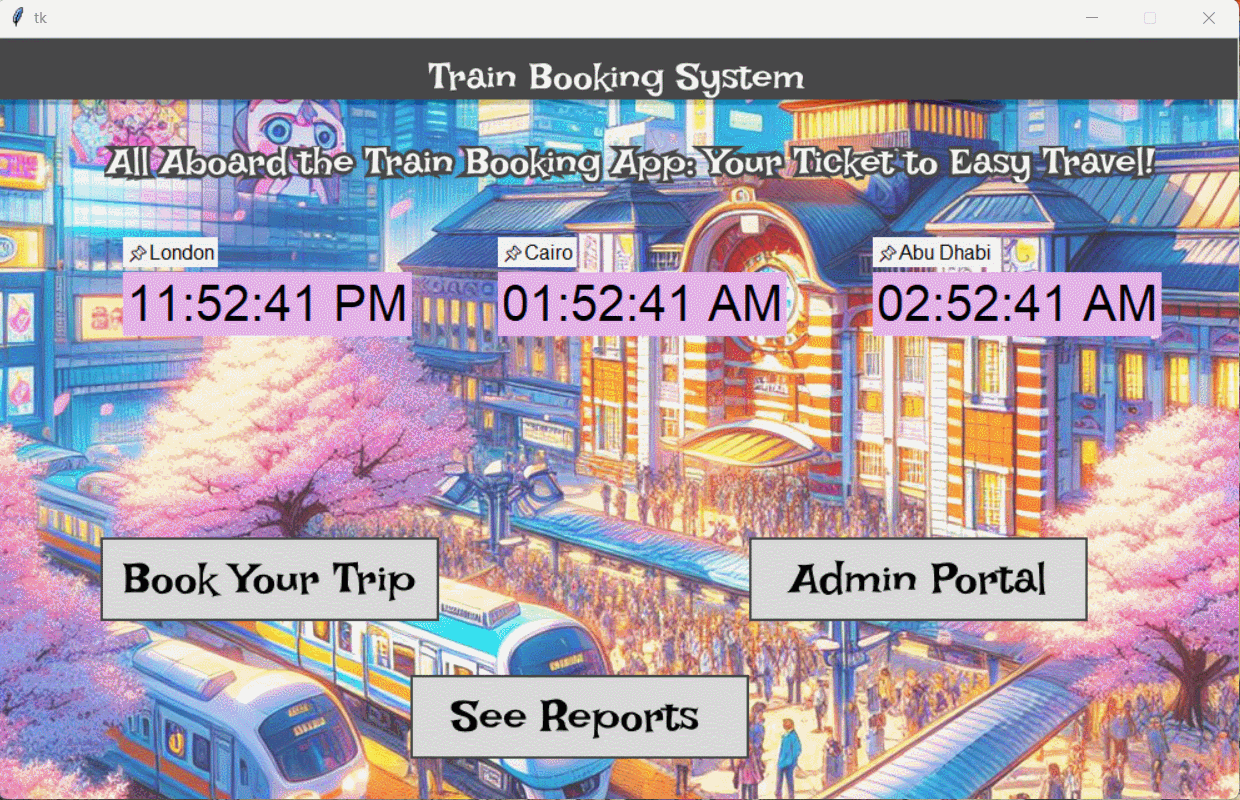 tk
Train Booking System
All Aboard the Train Booking App: Your Ticket to Easy Travel!
London
Cairo
Abu Dhabi
11:52:41 PM
01:52:41 AM
02:52:41 AM
Book Your Trip
Admin Portal
See Reports